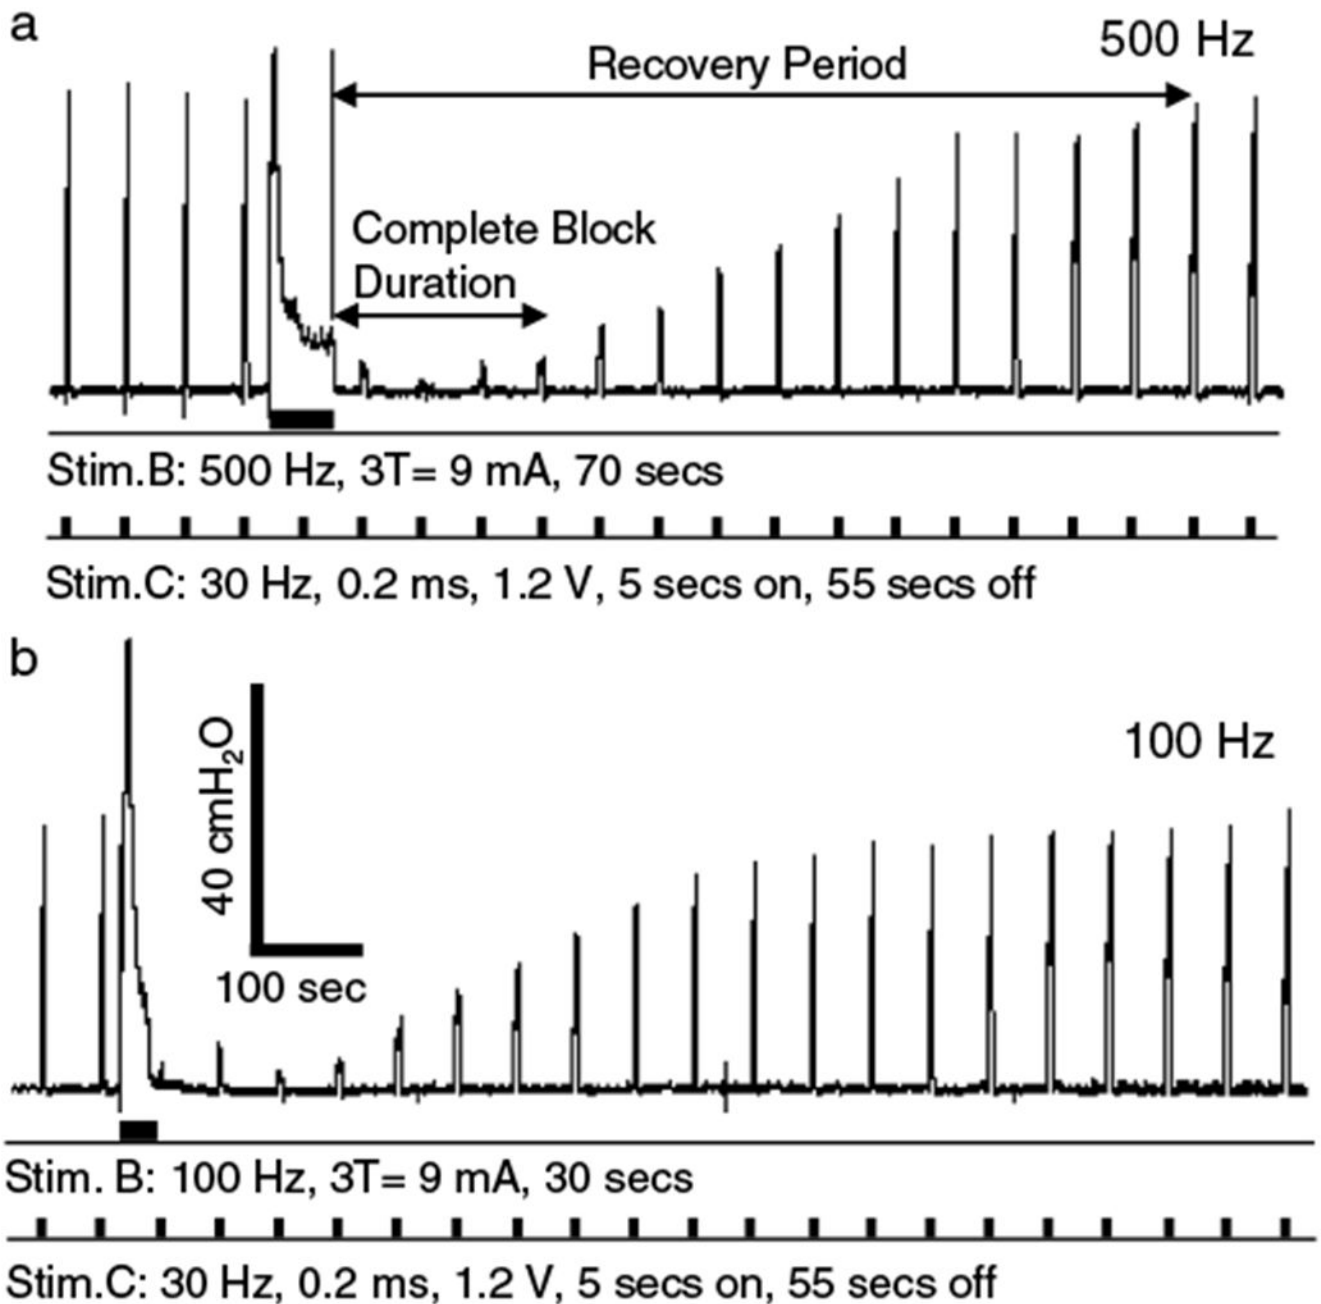 a
500 Hz
Recovery Period
Complete Block
Duration
Stim.B: 500 Hz, 3T= 9 mA, 70 secs
Stim.C: 30 Hz, 0.2 ms, 1.2 V, 5 secs on, 55 secs off
b
40 cmH₂O
100 Hz
100 sec
Stim. B: 100 Hz, 3T= 9 mA, 30 secs
Stim.C: 30 Hz, 0.2 ms, 1.2 V, 5 secs on, 55 secs off